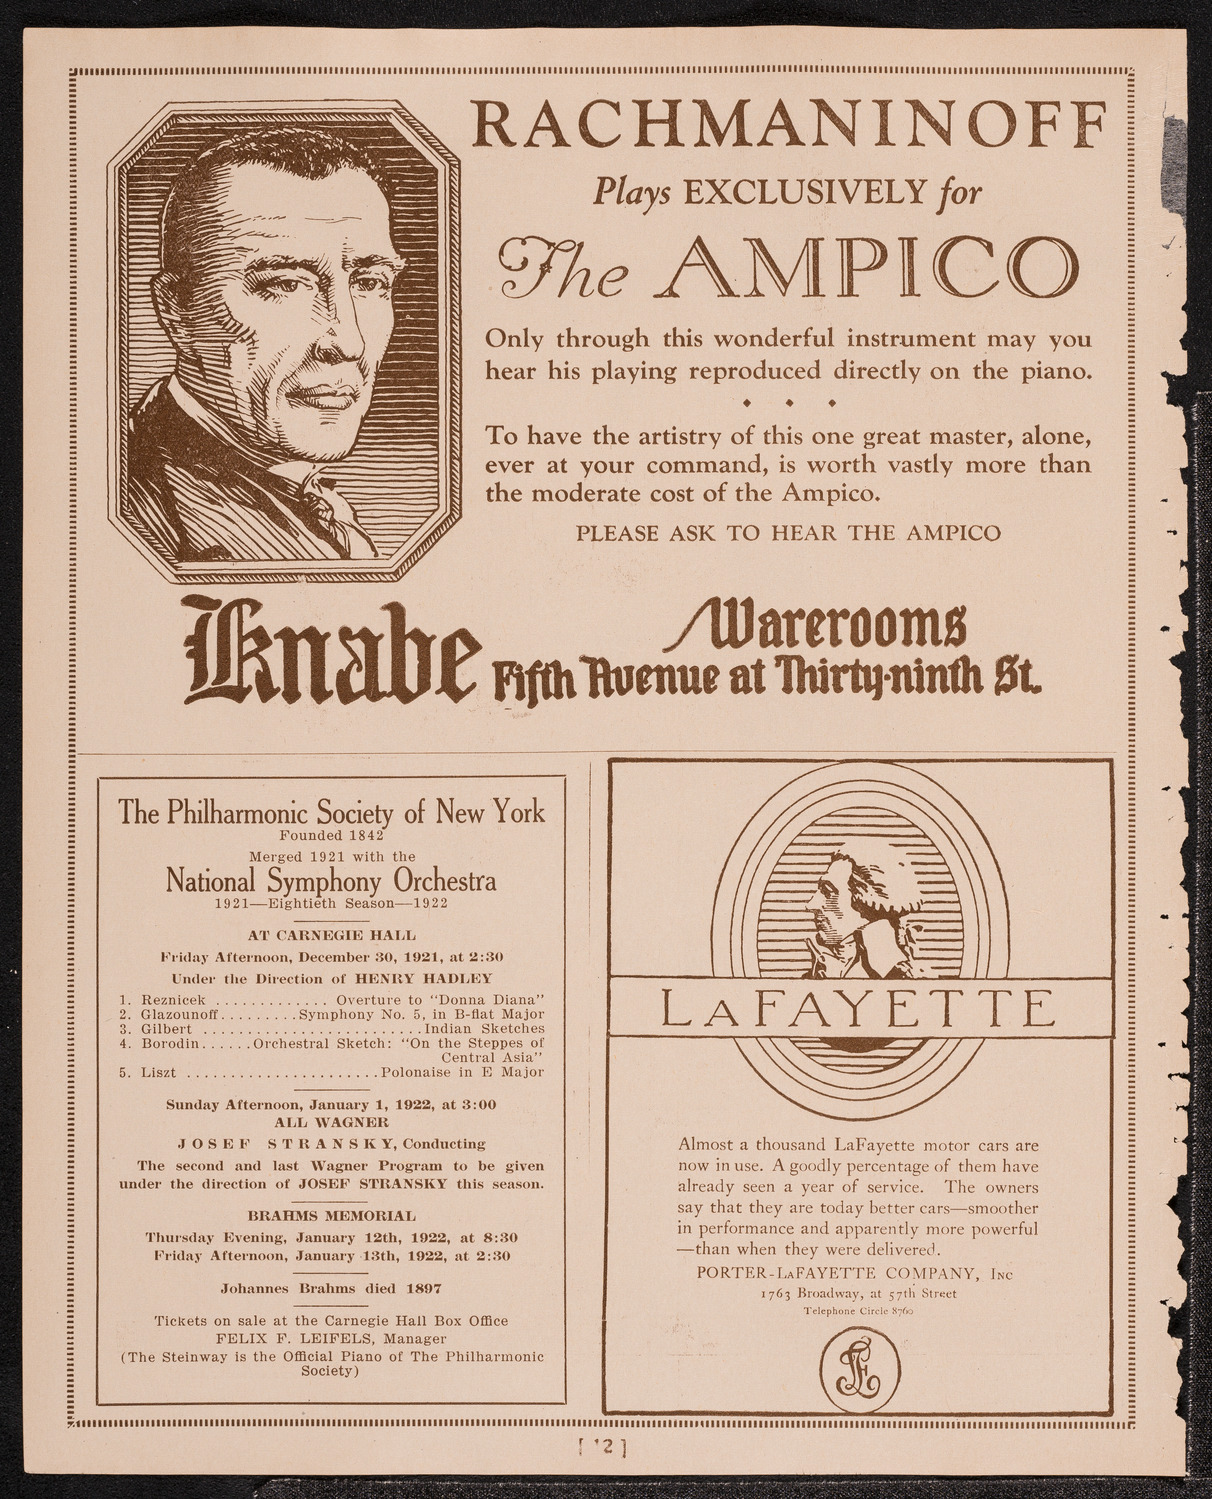 RACHMANINOFF
Plays EXCLUSIVELY for
The AMPICO
Only through this wonderful instrument may you
hear his playing reproduced directly on the piano.
To have the artistry of this one great master, alone,
ever at your command, is worth vastly more than
the moderate cost of the Ampico.
PLEASE ASK TO HEAR THE AMPICO
Knabe Warerooms
Fifth Avenue at Thirty-ninth St.
The Philharmonic Society of New York
Founded 1842
Merged 1921 with the
National Symphony Orchestra
1921—Eightieth Season—1922
AT CARNEGIE HALL
Friday Afternoon, December 30, 1921, at 2:30
Under the Direction of HENRY HADLEY
1. Reznicek ............. Overture to "Donna Diana"
2. Glazounoff.........Symphony No. 5, in B-flat Major
3. Gilbert .........................Indian Sketches
4. Borodin......Orchestral Sketch: "On the Steppes of
Central Asia"
5. Liszt ......................Polonaise in E Major
Sunday Afternoon, January 1, 1922, at 3:00
ALL WAGNER
JOSEF STRANSKY, Conducting
The second and last Wagner Program to be given
under the direction of JOSEF STRANSKY this season.
BRAHMS MEMORIAL
Thursday Evening, January 12th, 1922, at 8:30
Friday Afternoon, January 13th, 1922, at 2:30
Johannes Brahms died 1897
Tickets on sale at the Carnegie Hall Box Office
FELIX F. LEIFELS, Manager
(The Steinway is the Official Piano of The Philharmonic
Society)
LAFAYETTE
Almost a thousand LaFayette motor cars are
now in use. A goodly percentage of them have
already seen a year of service. The owners
say that they are today better cars—smoother
in performance and apparently more powerful
—than when they were delivered.
PORTER-LAFAYETTE COMPANY, Inc
1763 Broadway, at 57th Street
Telephone Circle 8760
[ 12 ]